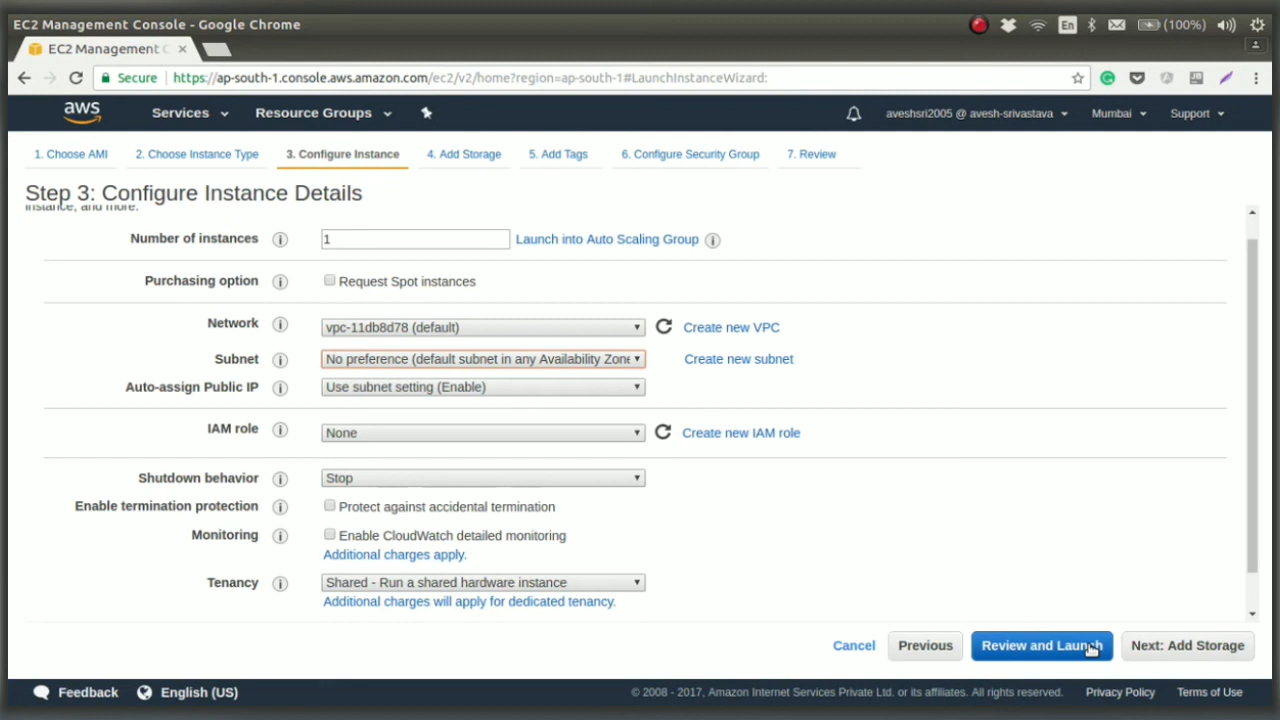 EC2 Management Console - Google Chrome
En
(100%)
EC2 Management C
Secure
https://ap-south-1.console.aws.amazon.com/ec2/v2/home?region=ap-south-1#LaunchInstanceWizard:
aws
Services
Resource Groups
aveshsri2005 @ avesh-srivastava
Mumbai
Support
1. Choose AMI
2. Choose Instance Type
3. Configure Instance
4. Add Storage
5. Add Tags
6. Configure Security Group
7. Review
Step 3: Configure Instance Details
instance, and more.
Number of instances
1
Launch into Auto Scaling Group
Purchasing option
Request Spot instances
Network
vpc-11db8d78 (default)
Create new VPC
Subnet
No preference (default subnet in any Availability Zone
Create new subnet
Auto-assign Public IP
Use subnet setting (Enable)
IAM role
None
Create new IAM role
Shutdown behavior
Stop
Enable termination protection
Protect against accidental termination
Monitoring
Enable CloudWatch detailed monitoring
Additional charges apply.
Tenancy
Shared - Run a shared hardware instance
Additional charges will apply for dedicated tenancy.
Cancel
Previous
Review and Launch
Next: Add Storage
Feedback
English (US)
© 2008 - 2017, Amazon Internet Services Private Ltd. or its affiliates. All rights reserved.
Privacy Policy
Terms of Use